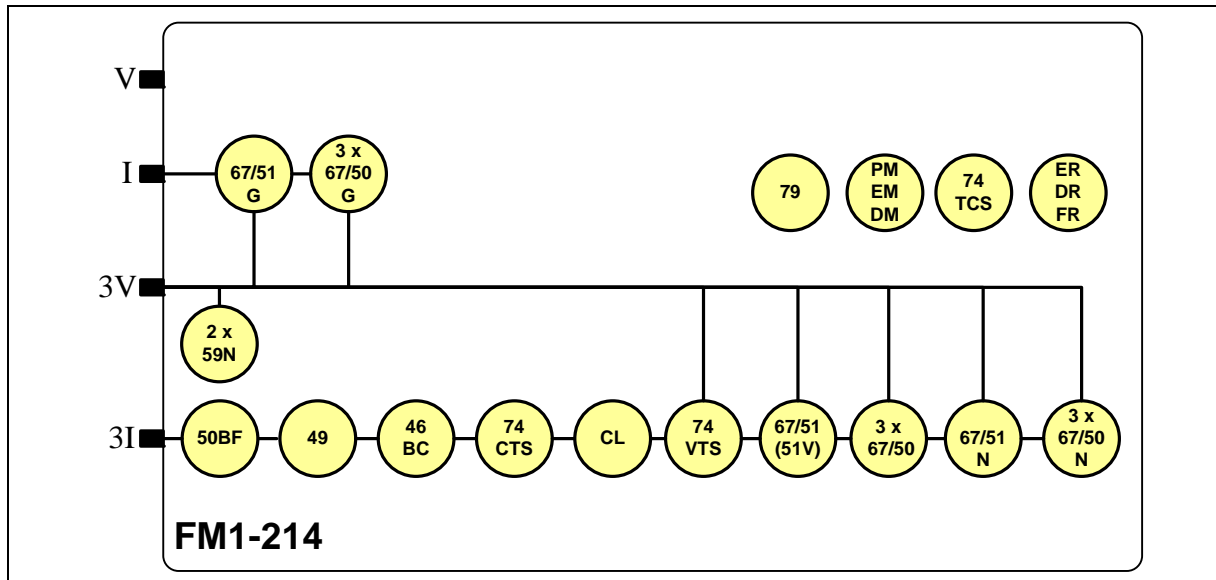 V
I
67/51
G
3 x
67/50
G
79
PM
EM
DM
74
TCS
ER
DR
FR
3V
2 x
59N
3I
50BF
49
46
BC
74
CTS
CL
74
VTS
67/51
(51V)
3 x
67/50
67/51
N
3 x
67/50
N
FM1-214